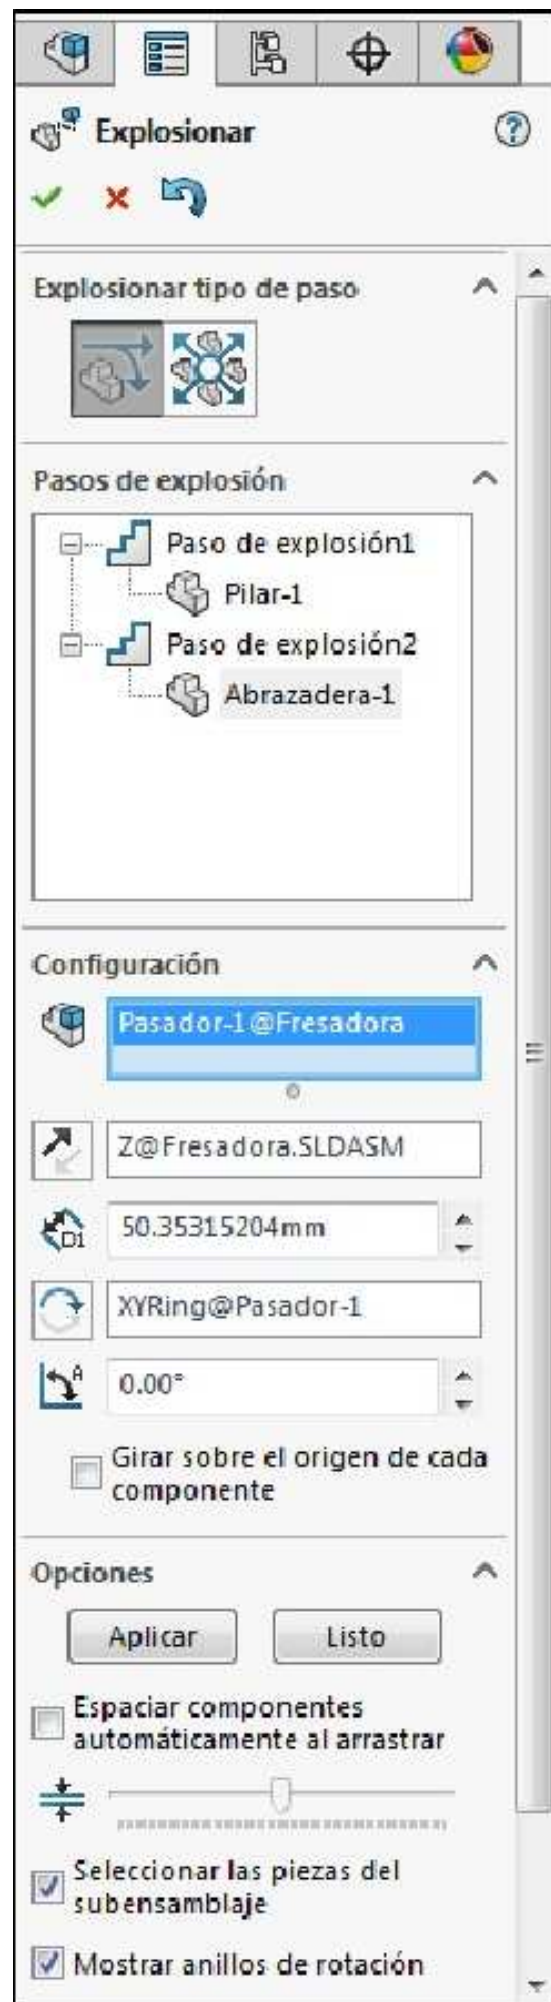 Explosionar
Explosionar tipo de paso
Pasos de explosión
Paso de explosión1
Pilar-1
Paso de explosión2
Abrazadera-1
Configuración
Pasador-1@Fresadora
Z@Fresadora.SLDASM
D1
50.35315204mm
XYRing@Pasador-1
A
0.00°
Girar sobre el origen de cada
componente
Opciones
Aplicar Listo
Espaciar componentes
automáticamente al arrastrar
Seleccionar las piezas del
subensamblaje
Mostrar anillos de rotación